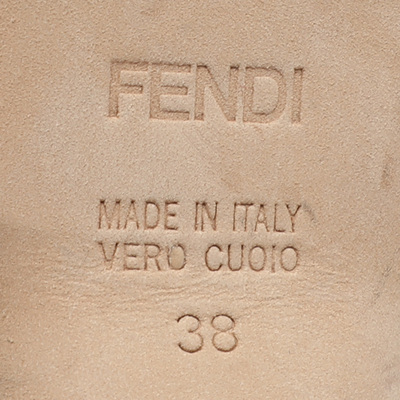 FENDI
MADE IN ITALY
VERO CUOIO
38